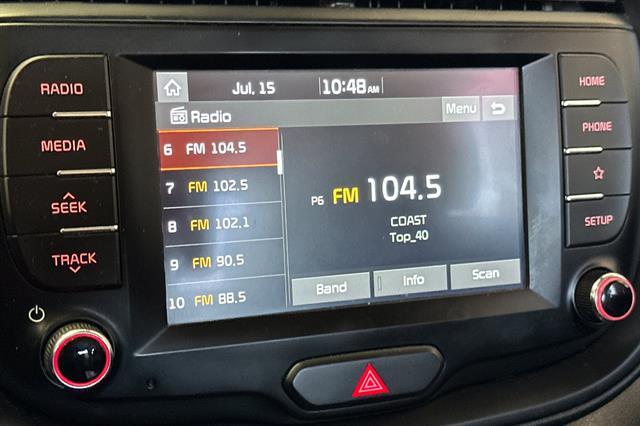 RADIO
MEDIA
SEEK
TRACK
Jul. 15 10:48 AM
Radio
Menu
6 FM 104.5
7 FM 102.5
8 FM 102.1
9 FM 90.5
10 FM 88.5
P6 FM 104.5
COAST
Top_40
Band
Info
Scan
HOME
PHONE
SETUP